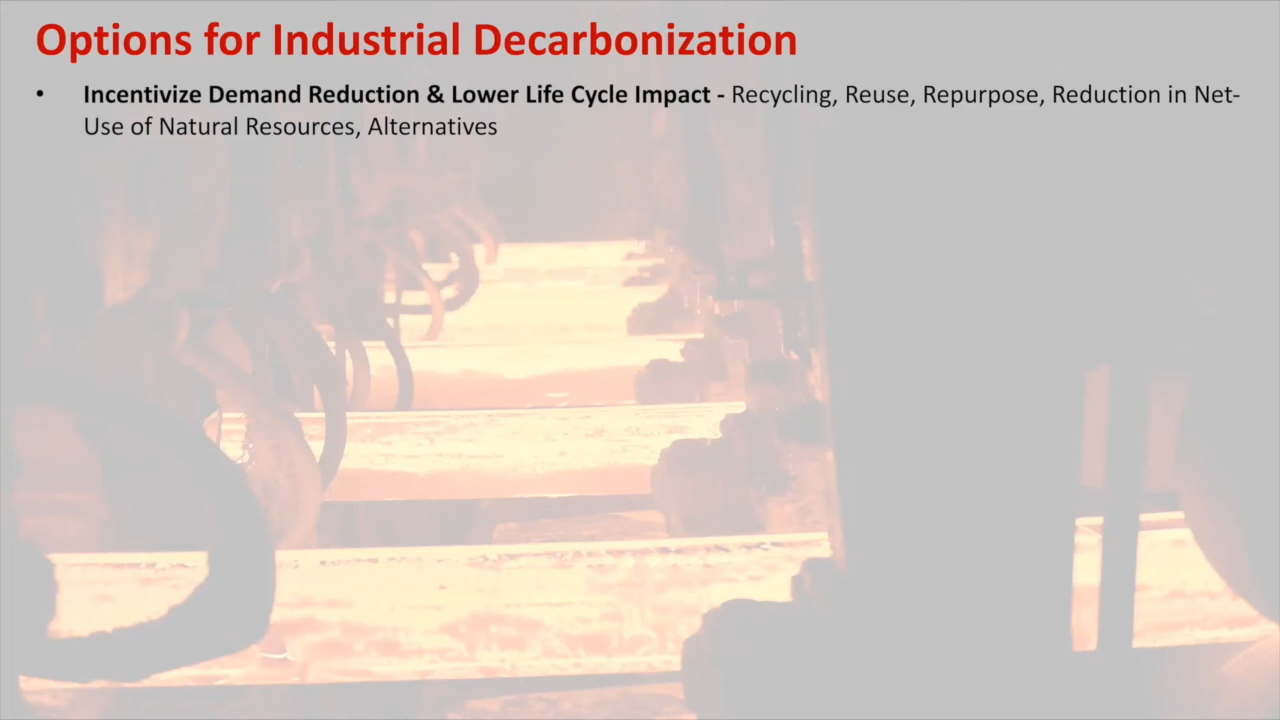 Options for Industrial Decarbonization
• Incentivize Demand Reduction & Lower Life Cycle Impact - Recycling, Reuse, Repurpose, Reduction in Net-
Use of Natural Resources, Alternatives